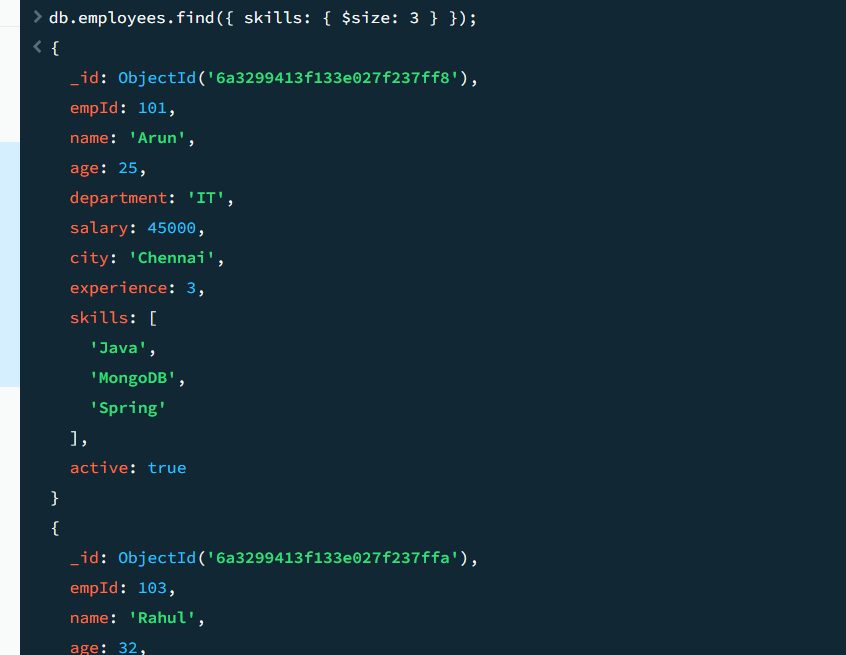 db.employees.find({ skills: { $size: 3 } });
{
_id: ObjectId('6a3299413f133e027f237ff8'),
empId: 101,
name: 'Arun',
age: 25,
department: 'IT',
salary: 45000,
city: 'Chennai',
experience: 3,
skills: [
'Java',
'MongoDB',
'Spring'
],
active: true
}
{
_id: ObjectId('6a3299413f133e027f237ffa'),
empId: 103,
name: 'Rahul',
age: 32,